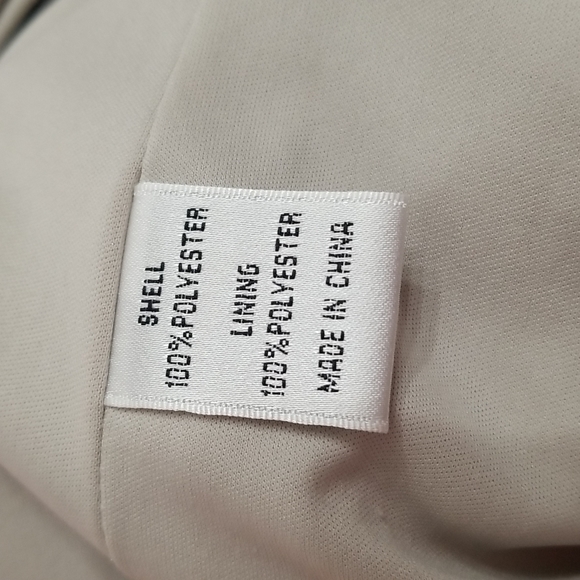 SHELL
100%POLYESTER
LINING
100%POLYESTER
MADE IN CHINA